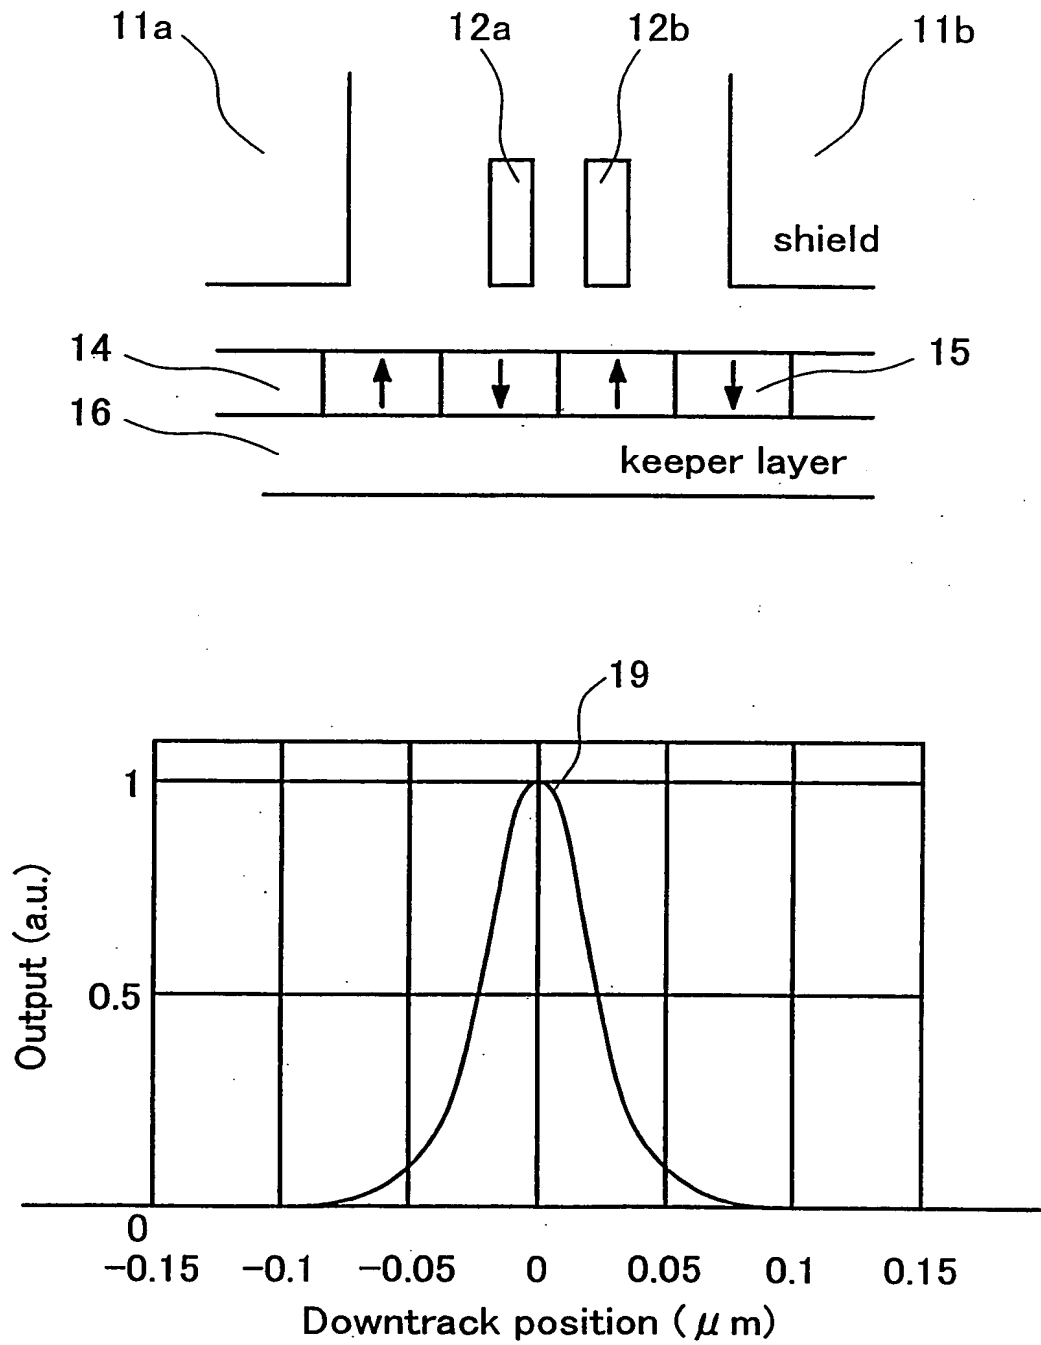 11a 12a 12b 11b
shield
14 15
16
keeper layer
19
1
0.5
0
Output (a.u.)
−0.15 −0.1 −0.05 0 0.05 0.1 0.15
Downtrack position (μm)